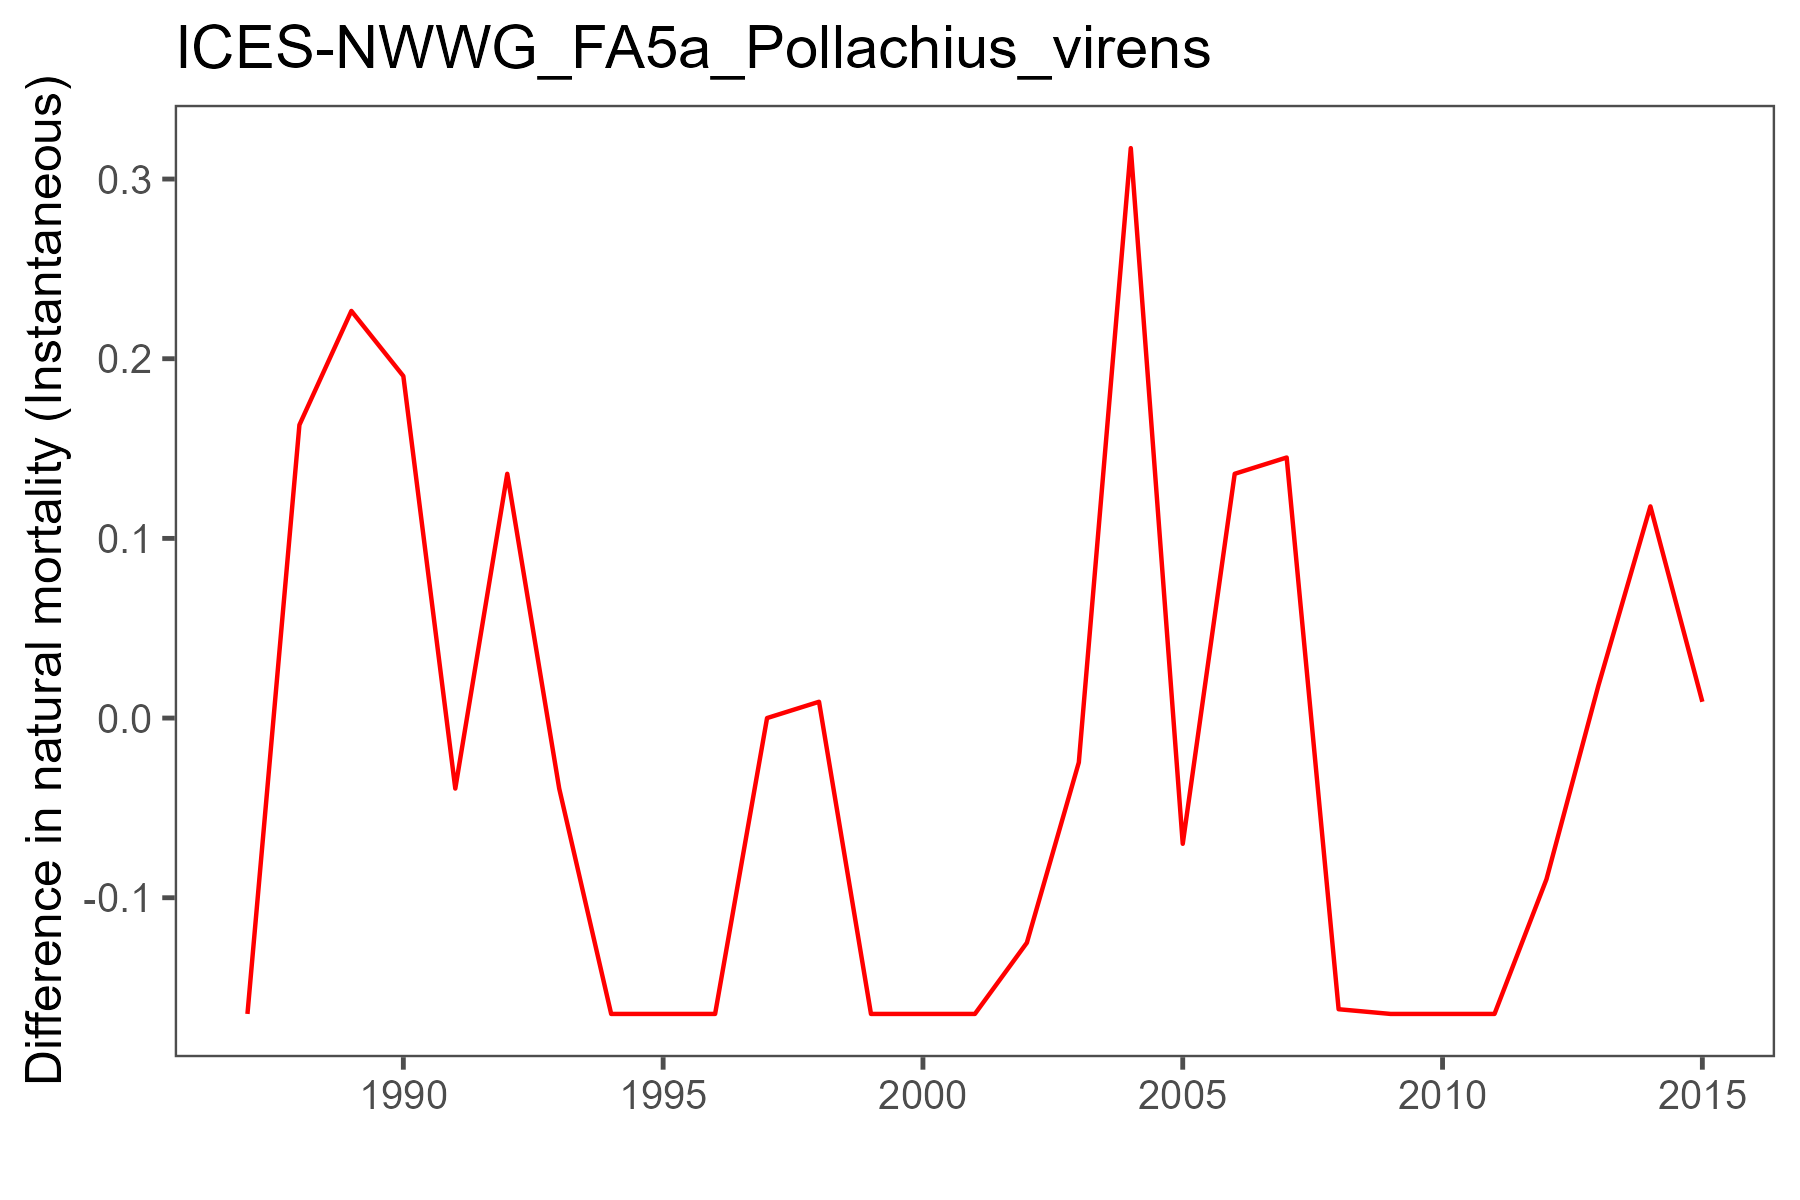 ICES-NWWG_FA5a_Pollachius_virens
Difference in natural mortality (Instantaneous)
0.3
0.2
0.1
0.0
-0.1
1990 1995 2000 2005 2010 2015